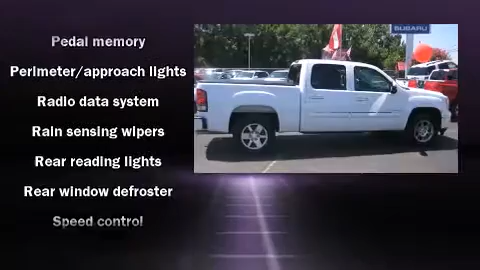 Pedal memory
Perimeter/approach lights
Radio data system
Rain sensing wipers
Rear reading lights
Rear window defroster
Speed control
SUBARU